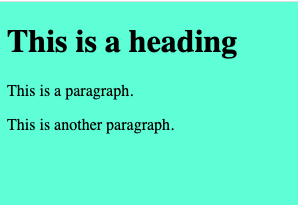 This is a heading
This is a paragraph.
This is another paragraph.